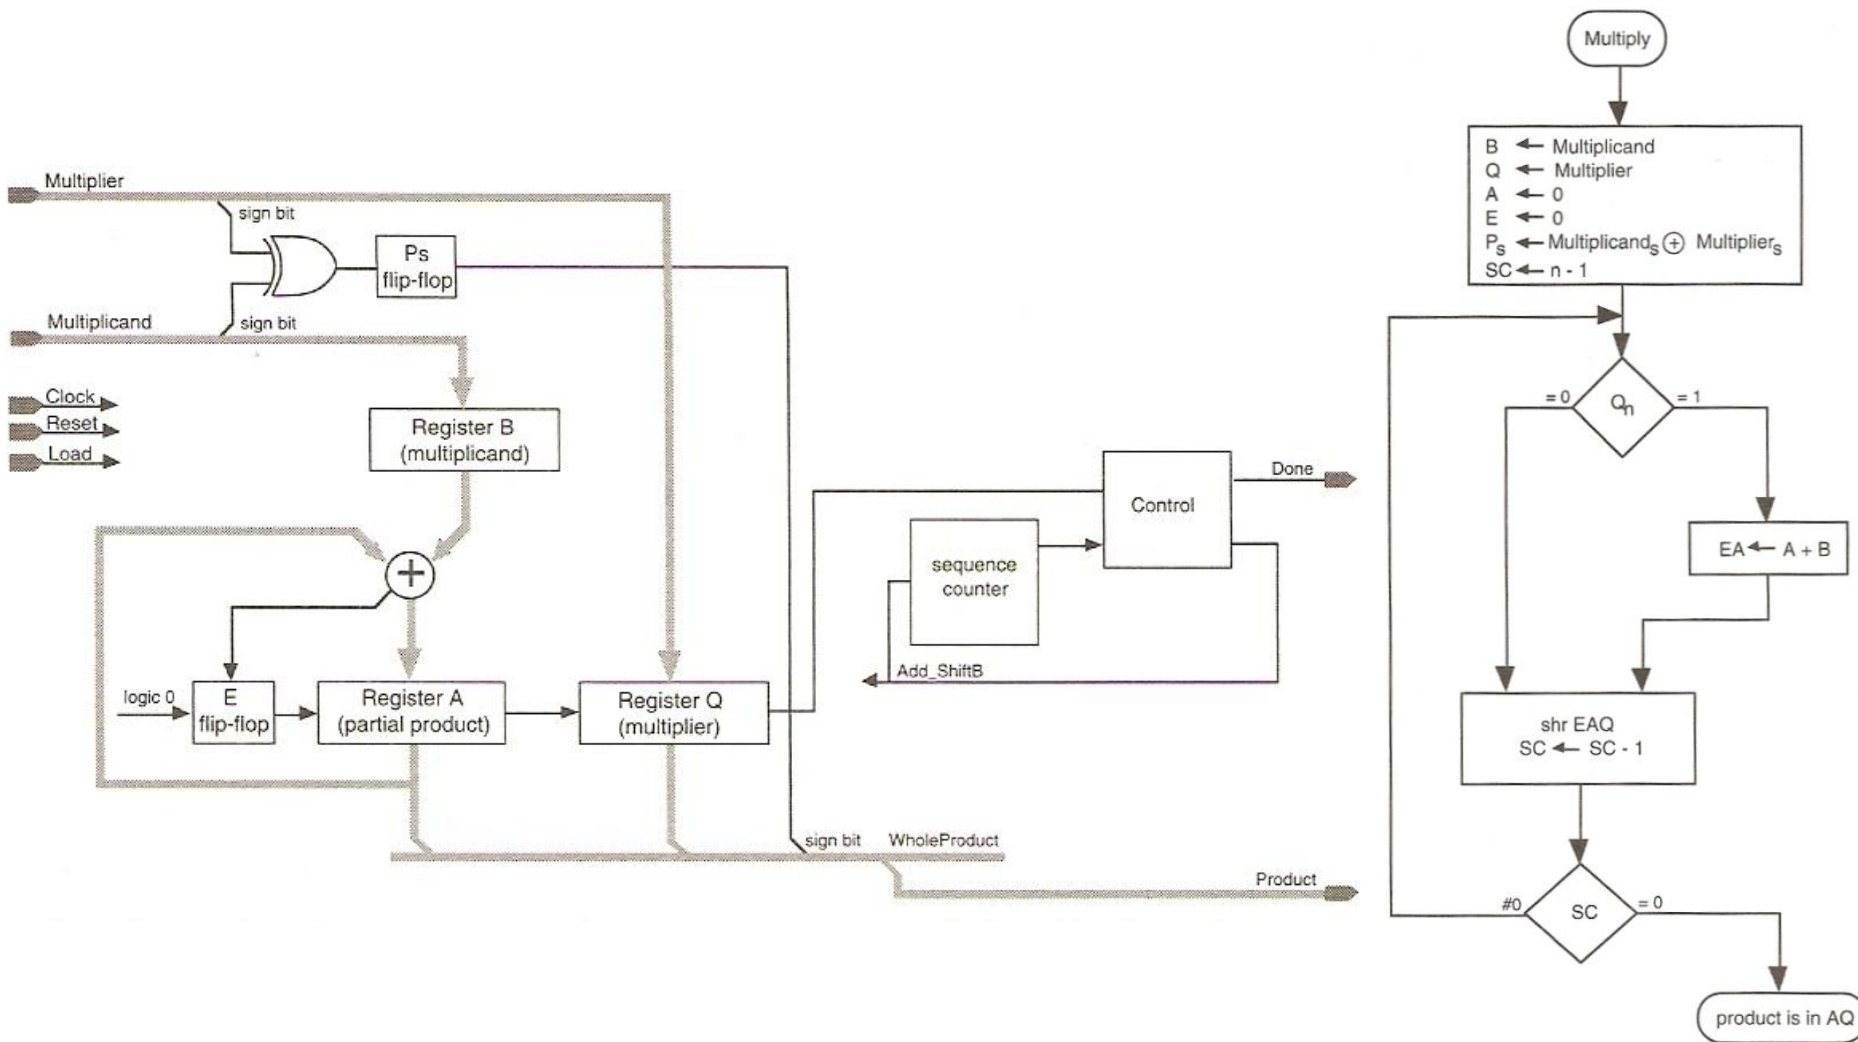 Multiplier
sign bit
Ps
flip-flop
Multiplicand
sign bit
Clock
Reset
Load
Register B
(multiplicand)
+
logic 0
E
flip-flop
Register A
(partial product)
Register Q
(multiplier)
sequence
counter
Control
Done
Add_ShiftB
sign bit
WholeProduct
Product
Multiply
B ← Multiplicand
Q ← Multiplier
A ← 0
E ← 0
Ps ← Multiplicands ⊕ Multipliers
SC ← n - 1
= 0
Qn
= 1
EA ← A + B
shr EAQ
SC ← SC - 1
#0
SC
= 0
product is in AQ